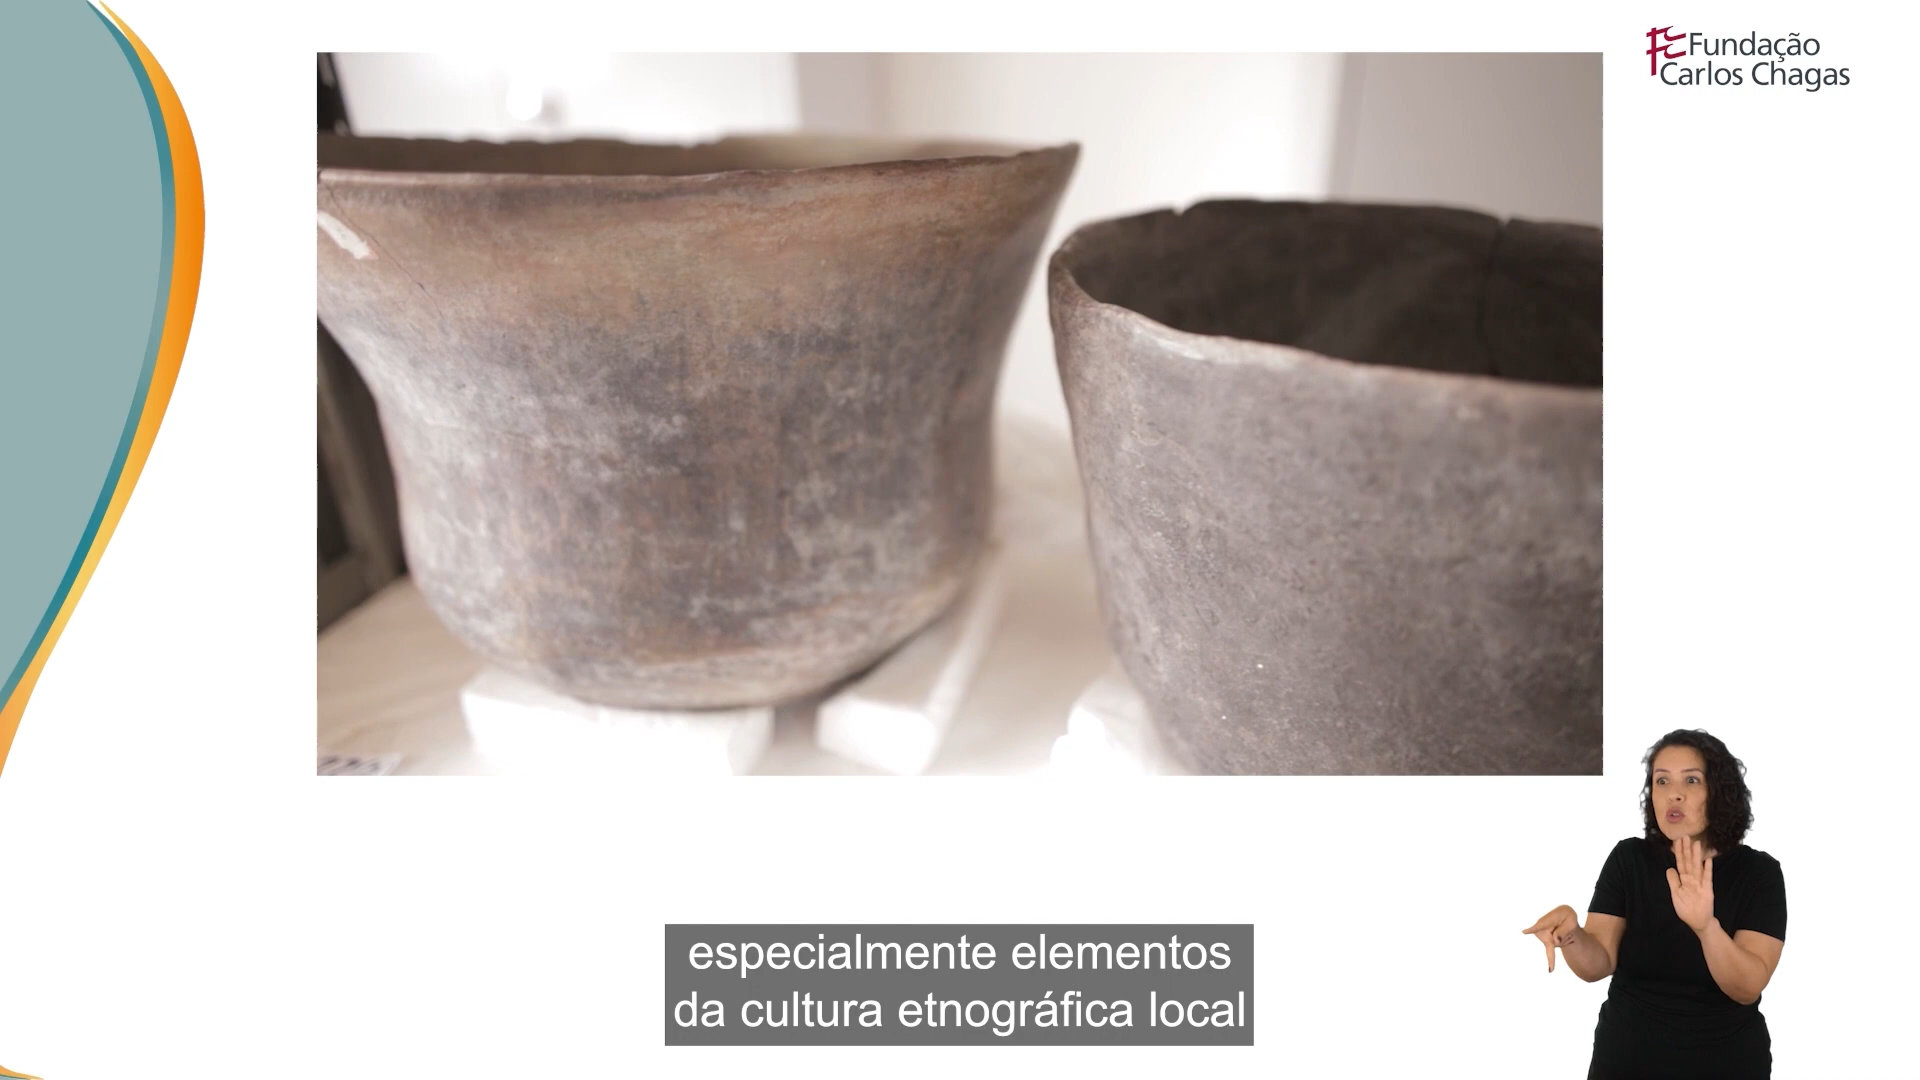 Fundação
Carlos Chagas
especialmente elementos
da cultura etnográfica local